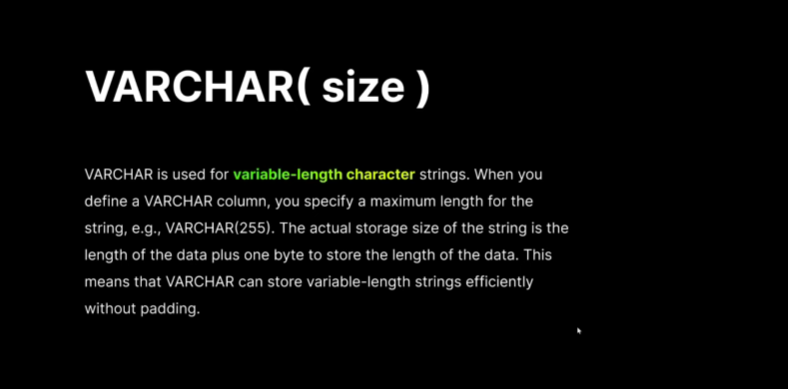 VARCHAR( size )
VARCHAR is used for variable-length character strings. When you
define a VARCHAR column, you specify a maximum length for the
string, e.g., VARCHAR(255). The actual storage size of the string is the
length of the data plus one byte to store the length of the data. This
means that VARCHAR can store variable-length strings efficiently
without padding.